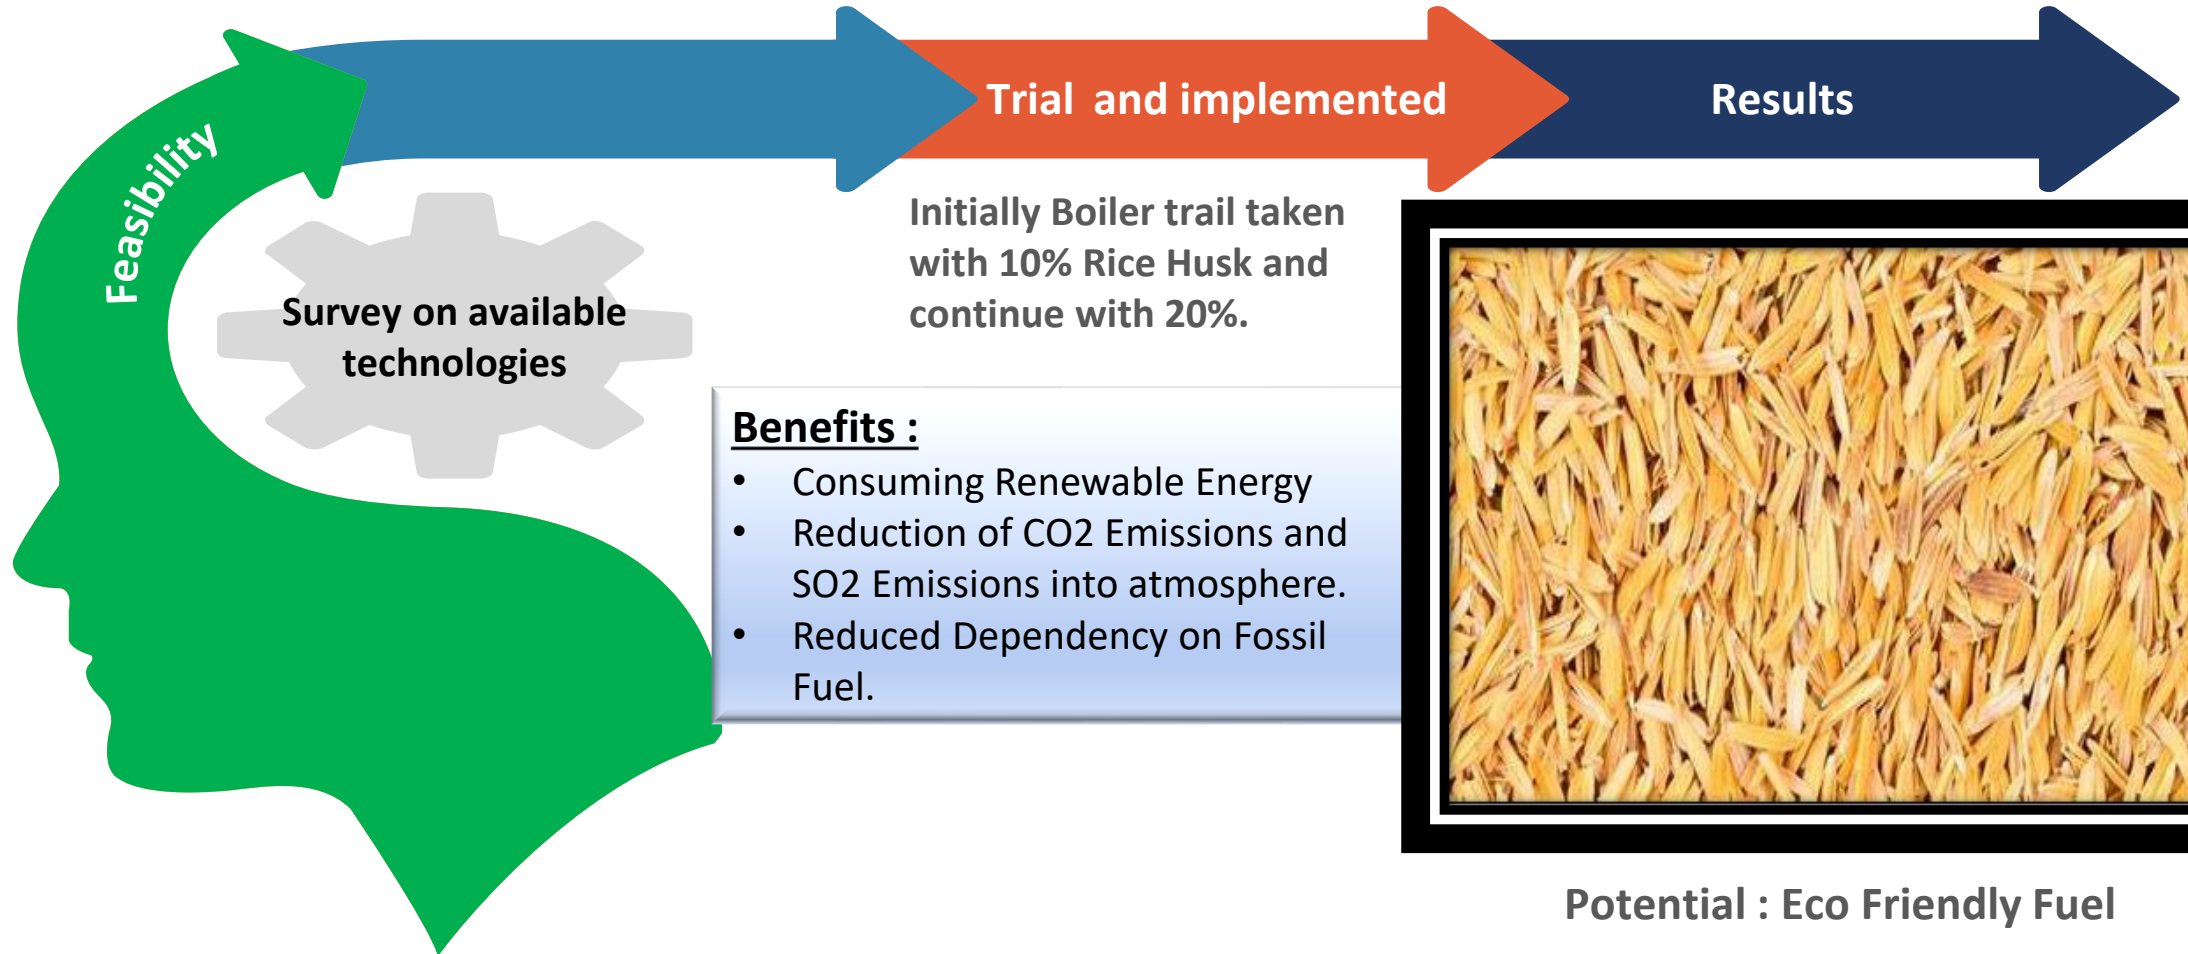 Feasibility
Survey on available
technologies
Trial  and implemented
Results
Initially Boiler trail taken
with 10% Rice Husk and
continue with 20%.
Benefits :
• Consuming Renewable Energy
• Reduction of CO2 Emissions and
SO2 Emissions into atmosphere.
• Reduced Dependency on Fossil
Fuel.
Potential : Eco Friendly Fuel